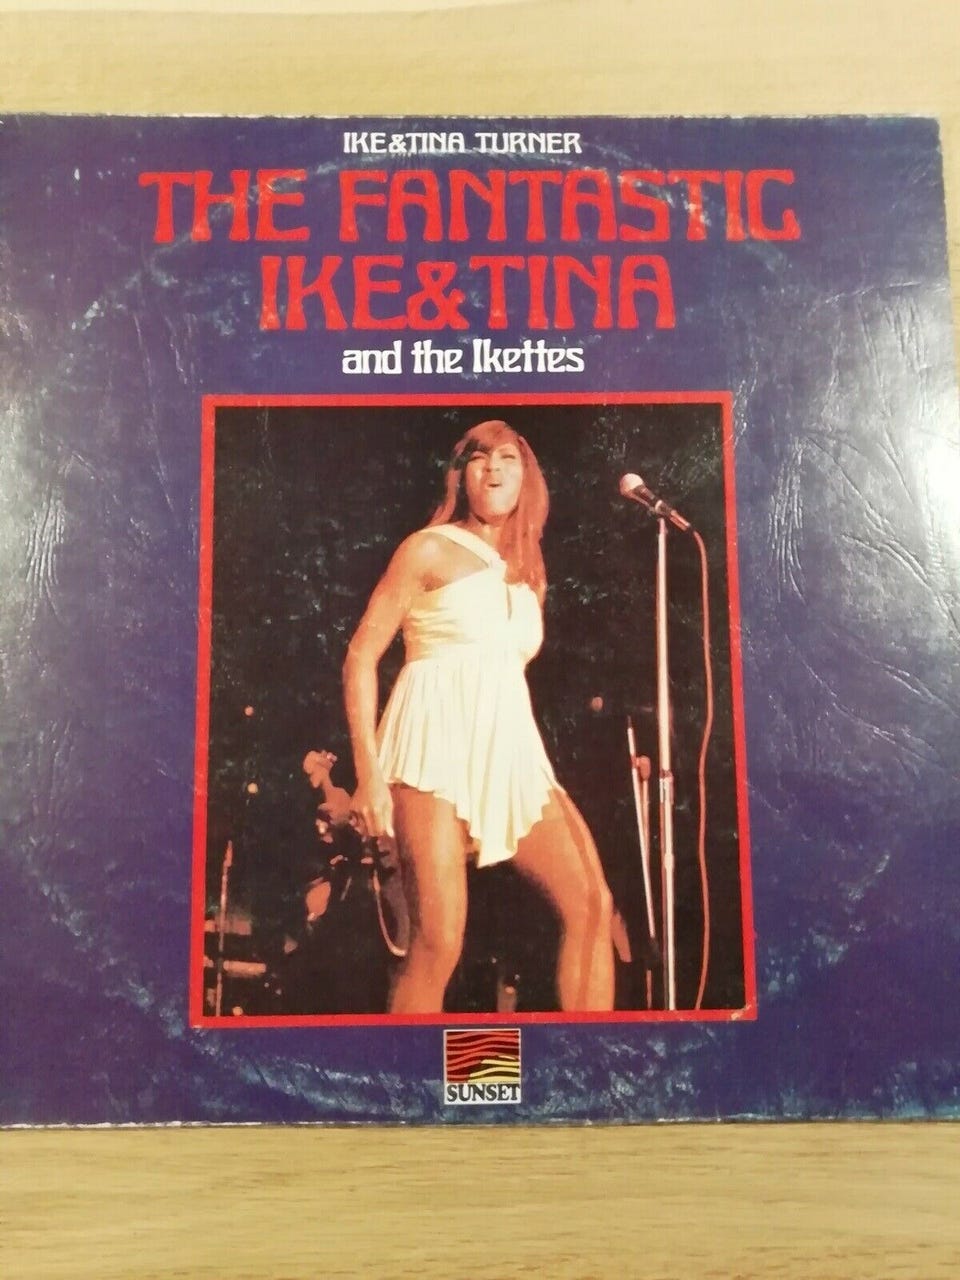 IKE&TINA TURNER
THE FANTASTIC
IKE&TINA
and the Ikettes
SUNSET